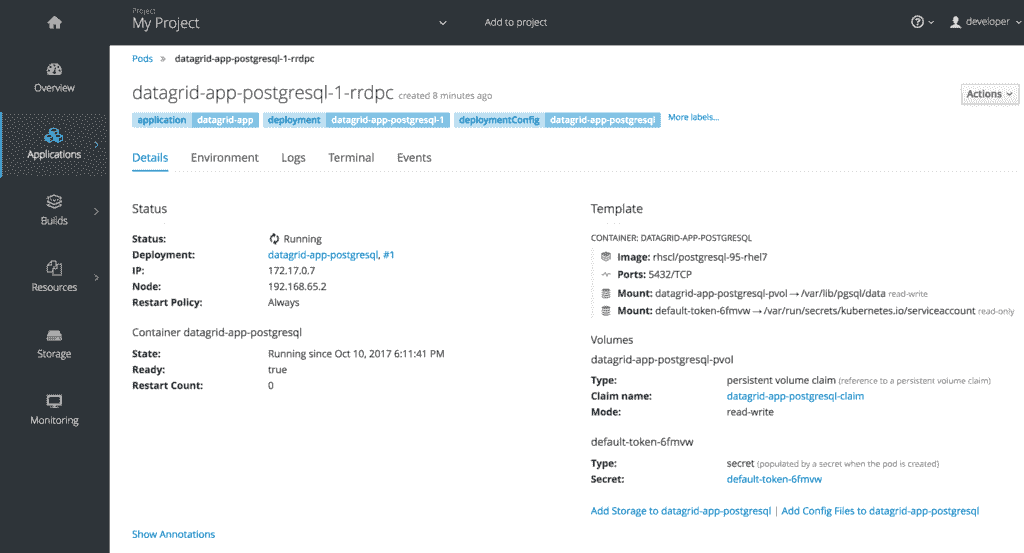 Project
My Project
Add to project
developer
Overview
Applications
Builds
Resources
Storage
Monitoring
Pods » datagrid-app-postgresql-1-rrdpc
datagrid-app-postgresql-1-rrdpc created 8 minutes ago
Actions
application datagrid-app deployment datagrid-app-postgresql-1 deploymentConfig datagrid-app-postgresql More labels...
Details Environment Logs Terminal Events
Status
Status: Running
Deployment: datagrid-app-postgresql, #1
IP: 172.17.0.7
Node: 192.168.65.2
Restart Policy: Always
Container datagrid-app-postgresql
State: Running since Oct 10, 2017 6:11:41 PM
Ready: true
Restart Count: 0
Show Annotations
Template
CONTAINER: DATAGRID-APP-POSTGRESQL
Image: rhscl/postgresql-95-rhel7
Ports: 5432/TCP
Mount: datagrid-app-postgresql-pvol → /var/lib/pgsql/data read-write
Mount: default-token-6fmvw → /var/run/secrets/kubernetes.io/serviceaccount read-only
Volumes
datagrid-app-postgresql-pvol
Type: persistent volume claim (reference to a persistent volume claim)
Claim name: datagrid-app-postgresql-claim
Mode: read-write
default-token-6fmvw
Type: secret (populated by a secret when the pod is created)
Secret: default-token-6fmvw
Add Storage to datagrid-app-postgresql | Add Config Files to datagrid-app-postgresql